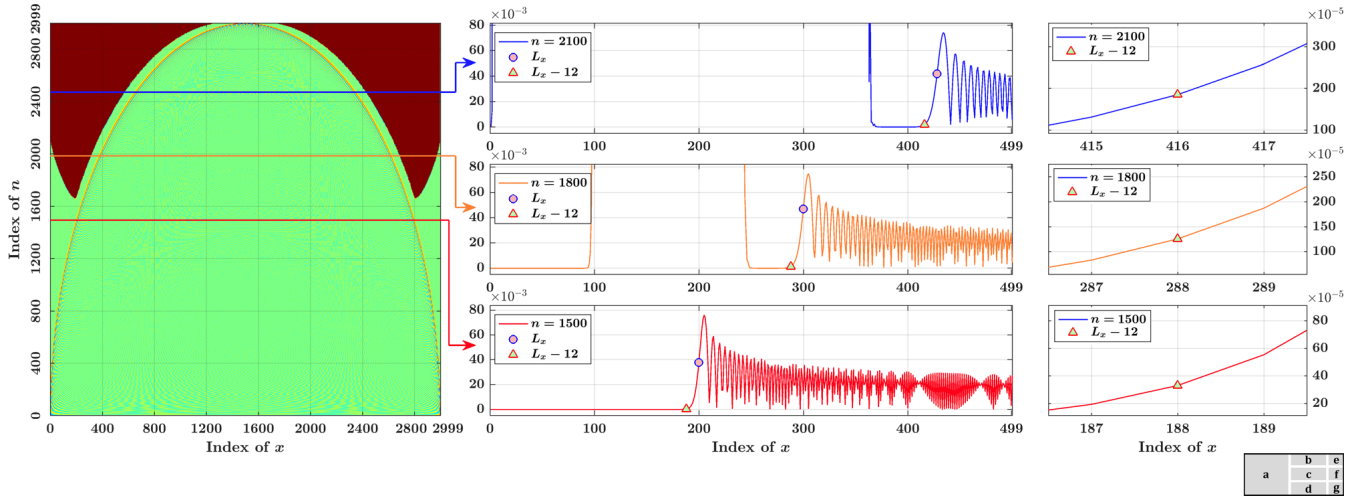 Index of n
2999
2800
2400
2000
1600
1200
800
400
0
0 400 800 1200 1600 2000 2400 2800 2999
Index of x
×10⁻³
80
60
40
20
0
n = 2100
Lₓ
Lₓ − 12
0 100 200 300 400 499
×10⁻³
80
60
40
20
0
n = 1800
Lₓ
Lₓ − 12
0 100 200 300 400 499
×10⁻³
80
60
40
20
0
n = 1500
Lₓ
Lₓ − 12
0 100 200 300 400 499
Index of x
×10⁻⁵
300
200
100
n = 2100
Lₓ − 12
415 416 417
×10⁻⁵
250
200
150
100
n = 1800
Lₓ − 12
287 288 289
×10⁻⁵
80
60
40
20
n = 1500
Lₓ − 12
187 188 189
Index of x
a b e
c f
d g